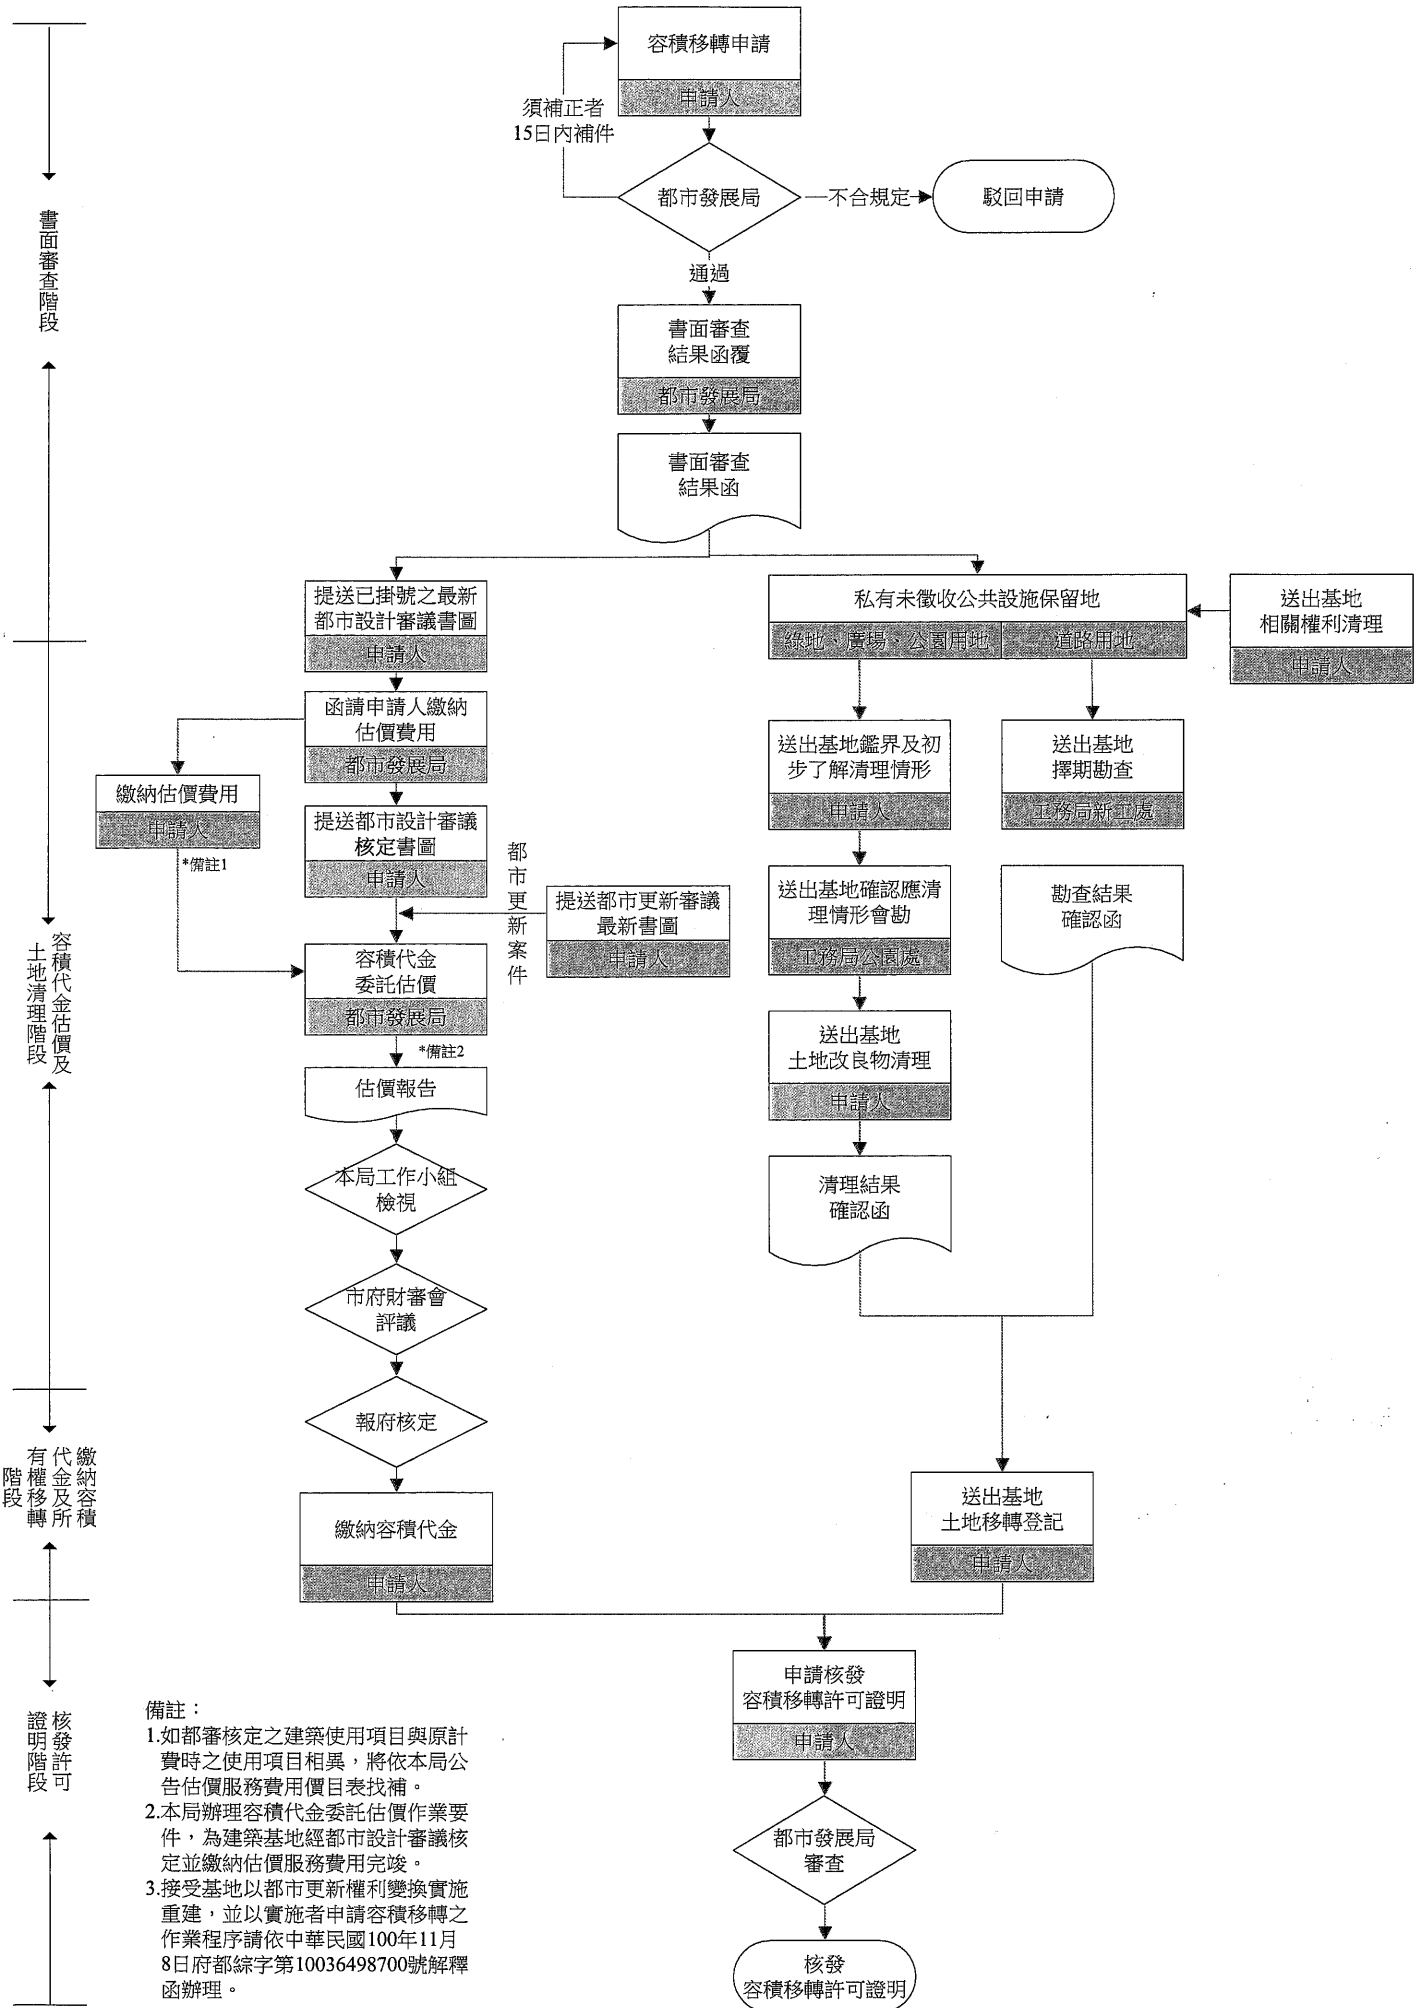 容積移轉申請
申請人
須補正者
15日內補件
都市發展局
不合規定
駁回申請
通過
書面審查
結果函覆
都市發展局
書面審查
結果函
書面審查階段
提送已掛號之最新
都市設計審議書圖
申請人
函請申請人繳納
估價費用
都市發展局
繳納估價費用
申請人
*備註1
提送都市設計審議
核定書圖
申請人
都市更新案件
提送都市更新審議
最新書圖
申請人
容積代金
委託估價
都市發展局
*備註2
估價報告
本局工作小組
檢視
市府財審會
評議
報府核定
繳納容積代金
申請人
私有未徵收公共設施保留地
綠地、廣場、公園用地
道路用地
送出基地
相關權利清理
申請人
送出基地鑑界及初
步了解清理情形
申請人
送出基地
擇期勘查
工務局新工處
送出基地確認應清
理情形會勘
工務局公園處
勘查結果
確認函
送出基地
土地改良物清理
申請人
清理結果
確認函
送出基地
土地移轉登記
申請人
容積代金估價及
土地清理階段
繳納容積
代金及所
有權移轉
階段
申請核發
容積移轉許可證明
申請人
都市發展局
審查
核發
容積移轉許可證明
核發許可
證明階段
備註：
1.如都審核定之建築使用項目與原計
費時之使用項目相異，將依本局公
告估價服務費用價目表找補。
2.本局辦理容積代金委託估價作業要
件，為建築基地經都市設計審議核
定並繳納估價服務費用完竣。
3.接受基地以都市更新權利變換實施
重建，並以實施者申請容積移轉之
作業程序請依中華民國100年11月
8日府都綜字第10036498700號解釋
函辦理。